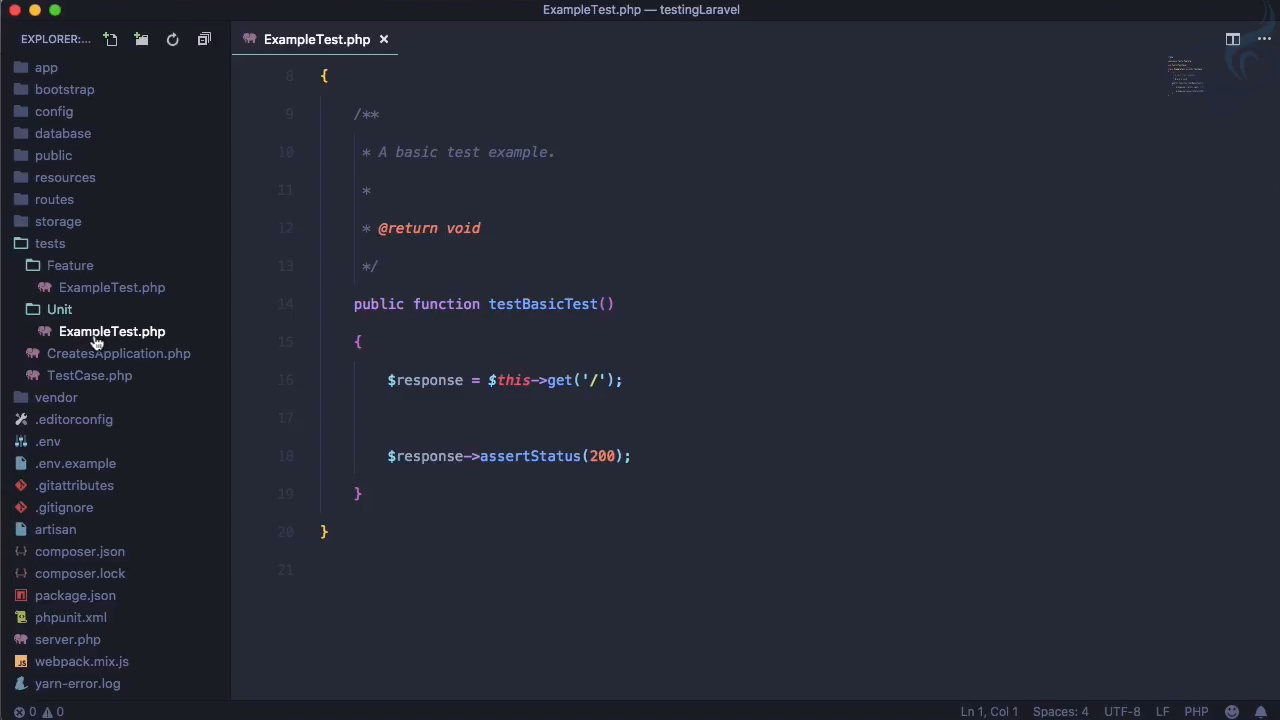 ExampleTest.php — testingLaravel
EXPLORER:...
app
bootstrap
config
database
public
resources
routes
storage
tests
Feature
ExampleTest.php
Unit
ExampleTest.php
CreatesApplication.php
TestCase.php
vendor
.editorconfig
.env
.env.example
.gitattributes
.gitignore
artisan
composer.json
composer.lock
package.json
phpunit.xml
server.php
webpack.mix.js
yarn-error.log
ExampleTest.php ×
8 {
9 /**
10 * A basic test example.
11 *
12 * @return void
13 */
14 public function testBasicTest()
15 {
16 $response = $this->get('/');
17
18 $response->assertStatus(200);
19 }
20 }
21
0 0
Ln 1, Col 1 Spaces: 4 UTF-8 LF PHP